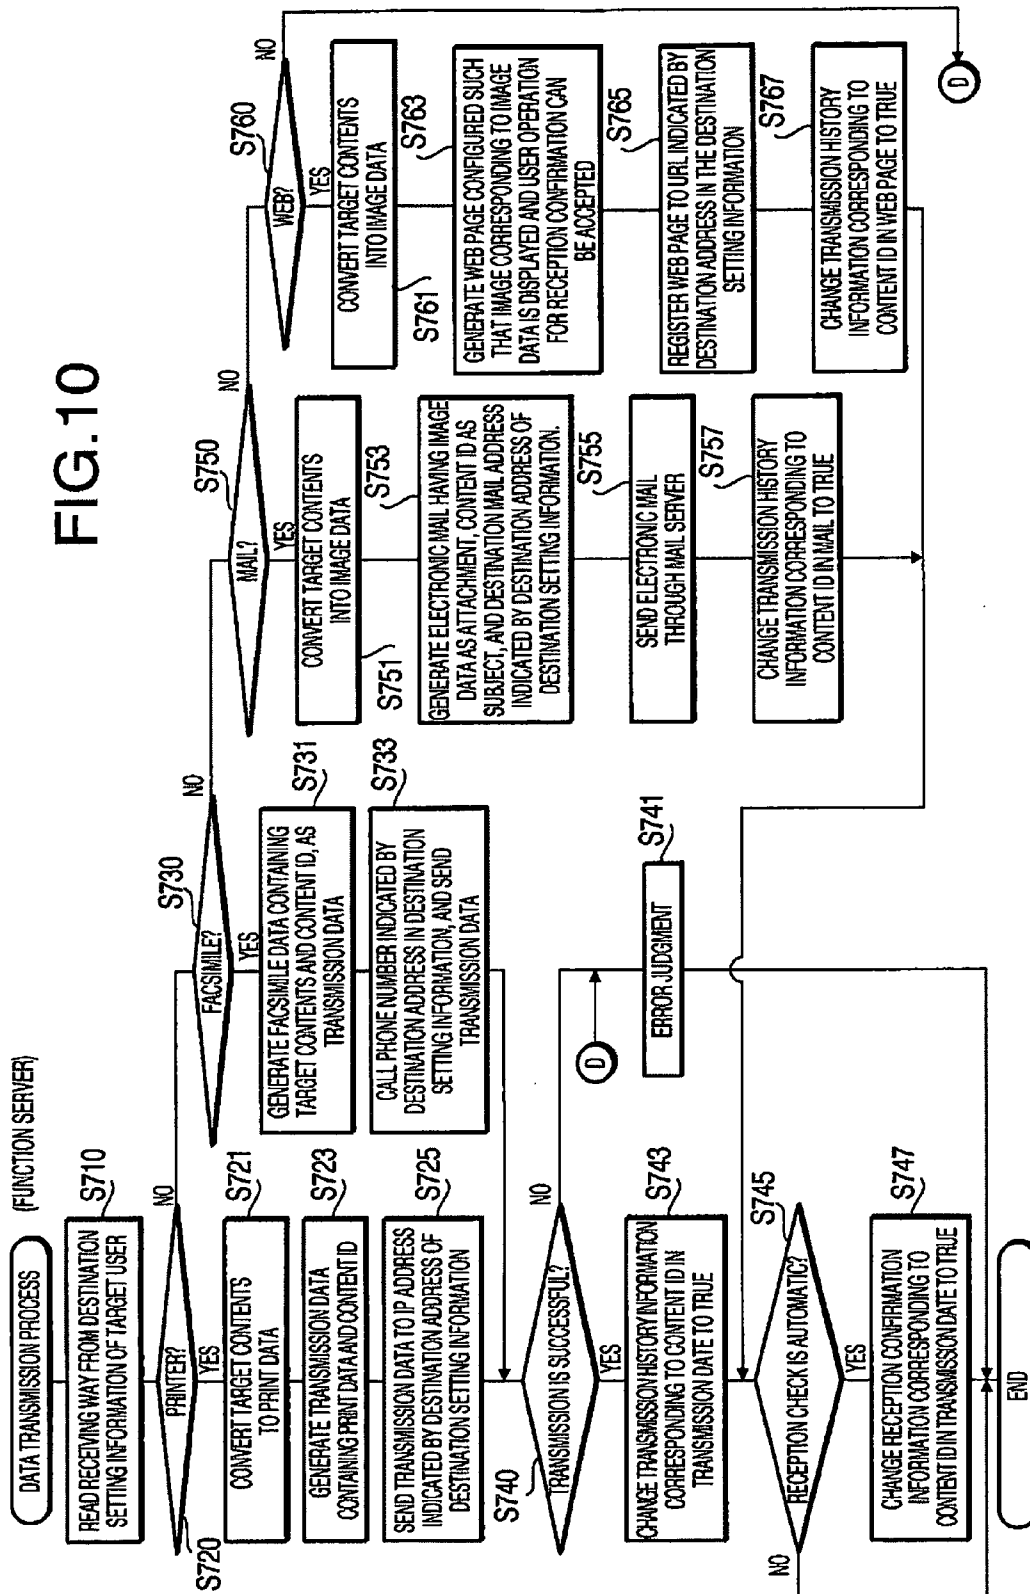 FIG.10
DATA TRANSMISSION PROCESS
(FUNCTION SERVER)
READ RECEIVING WAY FROM DESTINATION
SETTING INFORMATION OF TARGET USER
S710
PRINTER?
S720
NO
YES
CONVERT TARGET CONTENTS
TO PRINT DATA
S721
GENERATE TRANSMISSION DATA
CONTAINING PRINT DATA AND CONTENT ID
S723
SEND TRANSMISSION DATA TO IP ADDRESS
INDICATED BY DESTINATION ADDRESS OF
DESTINATION SETTING INFORMATION
S725
FACSIMILE?
S730
NO
YES
GENERATE FACSIMILE DATA CONTAINING
TARGET CONTENTS AND CONTENT ID, AS
TRANSMISSION DATA
S731
CALL PHONE NUMBER INDICATED BY
DESTINATION ADDRESS IN DESTINATION
SETTING INFORMATION, AND SEND
TRANSMISSION DATA
S733
MAIL?
S750
NO
YES
CONVERT TARGET CONTENTS
INTO IMAGE DATA
S751
GENERATE ELECTRONIC MAIL HAVING IMAGE
DATA AS ATTACHMENT, CONTENT ID AS
SUBJECT, AND DESTINATION MAIL ADDRESS
INDICATED BY DESTINATION ADDRESS OF
DESTINATION SETTING INFORMATION.
S753
SEND ELECTRONIC MAIL
THROUGH MAIL SERVER
S755
CHANGE TRANSMISSION HISTORY
INFORMATION CORRESPONDING TO
CONTENT ID IN MAIL TO TRUE
S757
WEB?
S760
NO
YES
CONVERT TARGET CONTENTS
INTO IMAGE DATA
S761
GENERATE WEB PAGE CONFIGURED SUCH
THAT IMAGE CORRESPONDING TO IMAGE
DATA IS DISPLAYED AND USER OPERATION
FOR RECEPTION CONFIRMATION CAN
BE ACCEPTED
S763
REGISTER WEB PAGE TO URL INDICATED BY
DESTINATION ADDRESS IN THE DESTINATION
SETTING INFORMATION
S765
CHANGE TRANSMISSION HISTORY
INFORMATION CORRESPONDING TO
CONTENT ID IN WEB PAGE TO TRUE
S767
D
TRANSMISSION IS SUCCESSFUL?
S740
NO
YES
D
ERROR JUDGMENT
S741
CHANGE TRANSMISSION HISTORY INFORMATION
CORRESPONDING TO CONTENT ID IN
TRANSMISSION DATE TO TRUE
S743
RECEPTION CHECK IS AUTOMATIC?
S745
NO
YES
CHANGE RECEPTION CONFIRMATION
INFORMATION CORRESPONDING TO
CONTENT ID IN TRANSMISSION DATE TO TRUE
S747
END